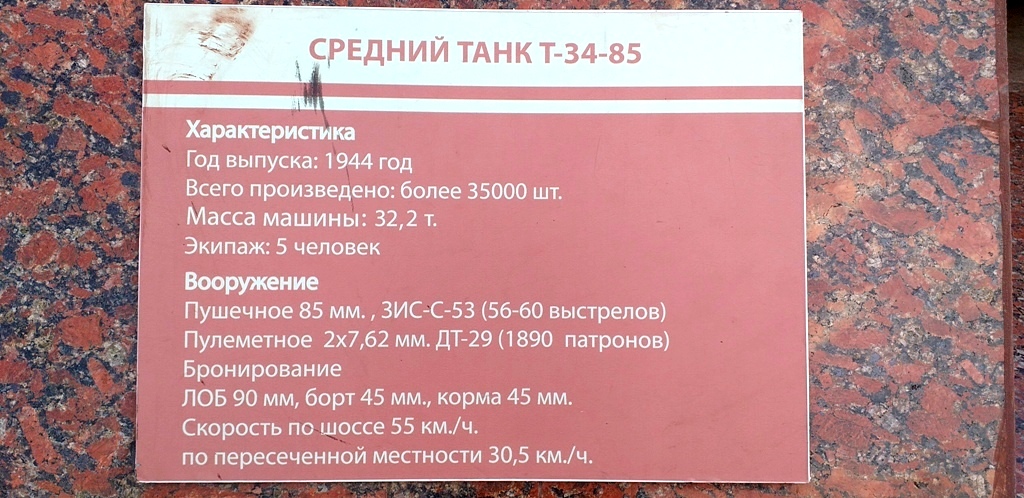 СРЕДНИЙ ТАНК Т-34-85
Характеристика
Год выпуска: 1944 год
Всего произведено: более 35000 шт.
Масса машины: 32,2 т.
Экипаж: 5 человек
Вооружение
Пушечное 85 мм. , ЗИС-С-53 (56-60 выстрелов)
Пулеметное 2х7,62 мм. ДТ-29 (1890 патронов)
Бронирование
ЛОБ 90 мм, борт 45 мм., корма 45 мм.
Скорость по шоссе 55 км./ч.
по пересеченной местности 30,5 км./ч.